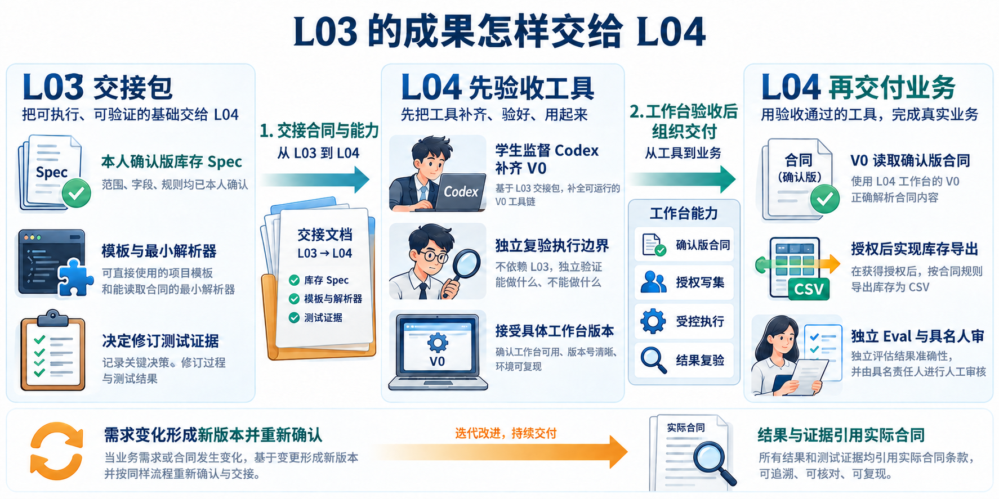 L03 的成果怎样交给 L04
L03 交接包
把可执行、可验证的基础交给 L04
Spec
本人确认版库存 Spec
范围、字段、规则均已本人确认
模板与最小解析器
可直接使用的项目模板
和能读取合同的最小解析器
决定修订测试证据
记录关键决策、修订过程
与测试结果
1. 交接合同与能力
从 L03 到 L04
交接文档
L03 → L04
库存 Spec
模板与解析器
测试证据
L04 先验收工具
先把工具补齐、验好、用起来
Codex
学生监督 Codex
补齐 V0
基于 L03 交接包，补全可运行的
V0 工具链
独立复验执行边界
不依赖 L03，独立验证
能做什么、不能做什么
V0
接受具体工作台版本
确认工作台可用、版本号清晰、
环境可复现
2.工作台验收后
组织交付
从工具到业务
工作台能力
确认版合同
授权写集
受控执行
结果复验
L04 再交付业务
用验收通过的工具，完成真实业务
合同
（确认版）
V0 读取确认版合同
使用 L04 工作台的 V0
正确解析合同内容
CSV
授权后实现库存导出
在获得授权后，按合同规则
导出库存为 CSV
独立 Eval 与具名人审
独立评估结果准确性，
并由具名责任人进行人工审核
需求变化形成新版本并重新确认
当业务需求或合同发生变化，基于变更形成新版本
并按同样流程重新确认与交接。
迭代改进，持续交付
实际合同
结果与证据引用实际合同
所有结果和测试证据均引用实际合同条款，
可追溯、可核对、可复现。